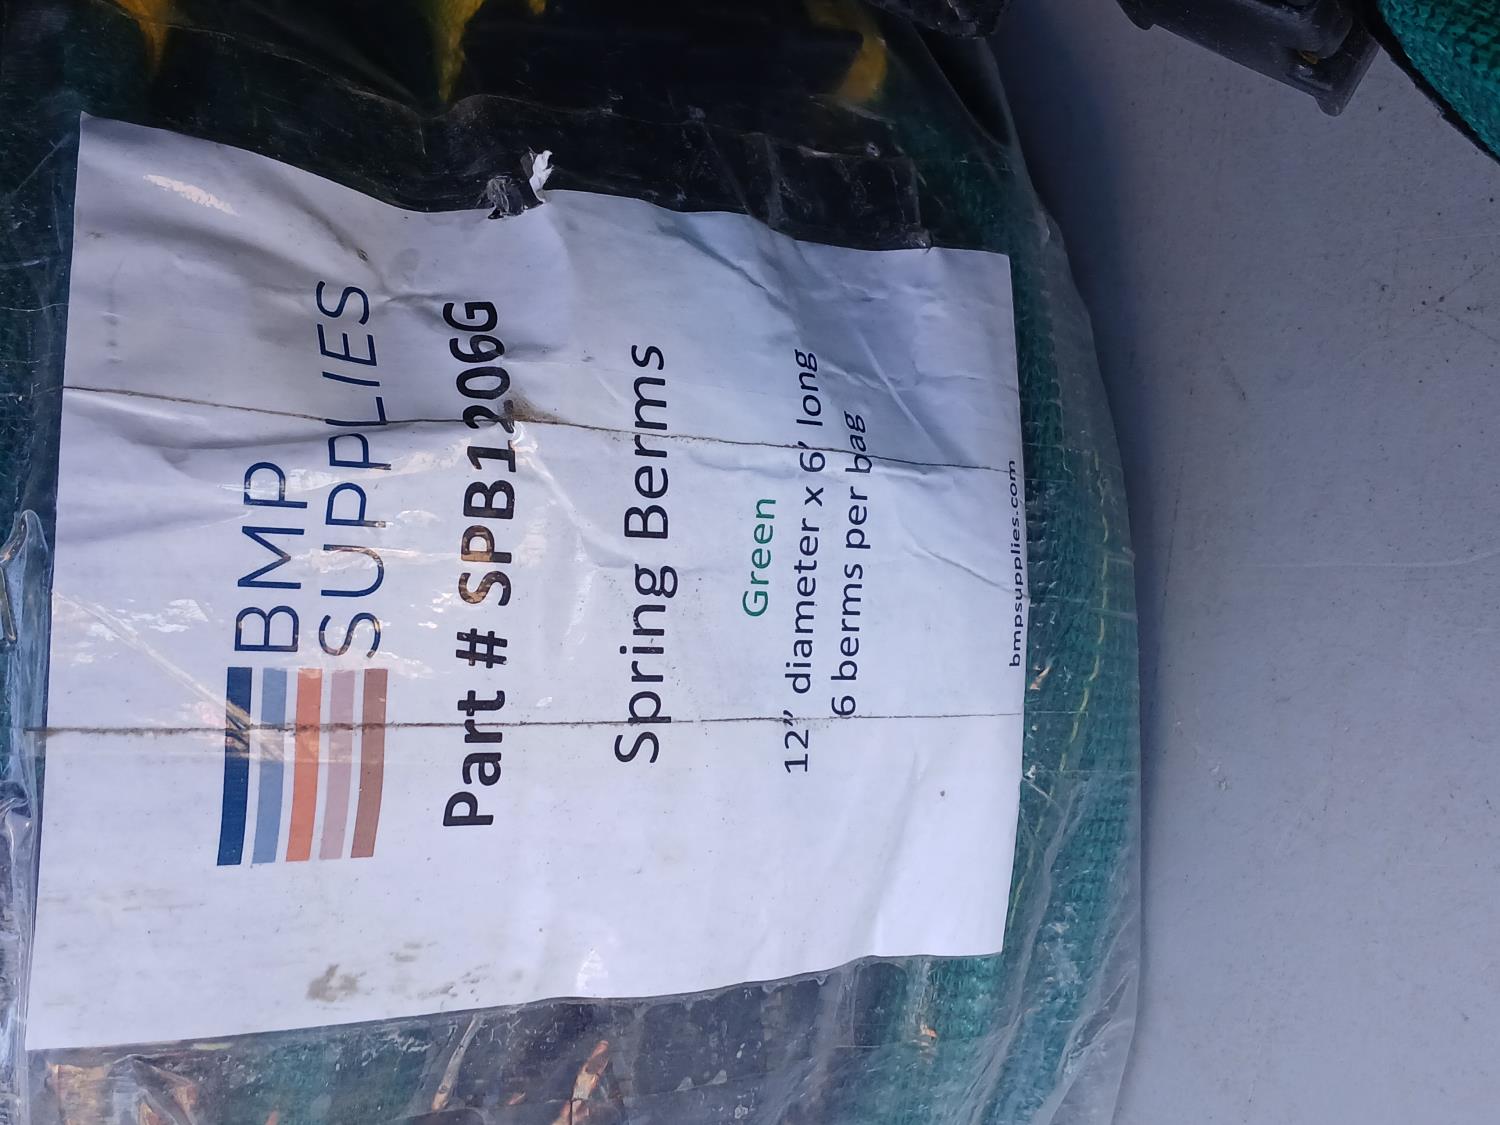 BMP
SUPPLIES
Part # SPB1206G
Spring Berms
Green
12” diameter x 6’ long
6 berms per bag
bmpsupplies.com